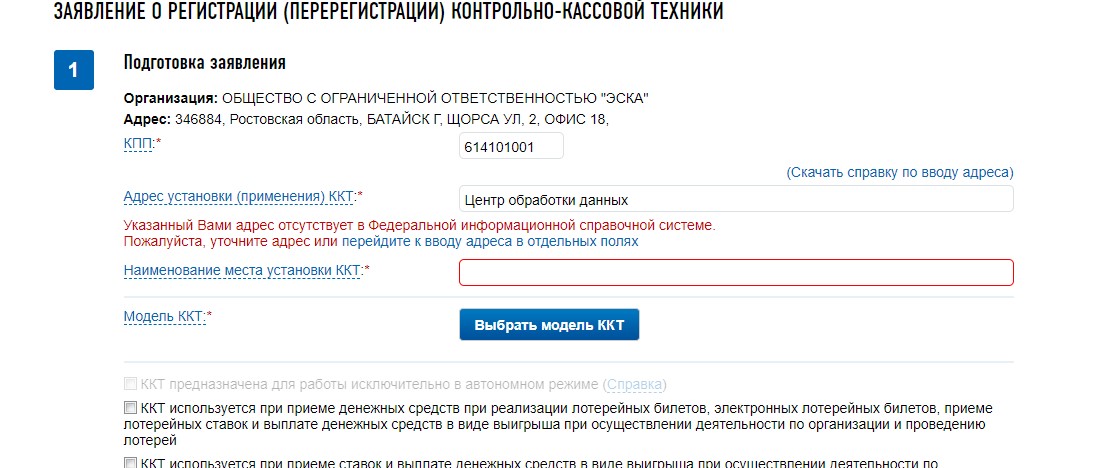 ЗАЯВЛЕНИЕ О РЕГИСТРАЦИИ (ПЕРЕРЕГИСТРАЦИИ) КОНТРОЛЬНО-КАССОВОЙ ТЕХНИКИ
1
Подготовка заявления
Организация: ОБЩЕСТВО С ОГРАНИЧЕННОЙ ОТВЕТСТВЕННОСТЬЮ "ЭСКА"
Адрес: 346884, Ростовская область, БАТАЙСК Г, ЩОРСА УЛ, 2, ОФИС 18,
КПП:* 614101001
(Скачать справку по вводу адреса)
Адрес установки (применения) ККТ:* Центр обработки данных
Указанный Вами адрес отсутствует в Федеральной информационной справочной системе.
Пожалуйста, уточните адрес или перейдите к вводу адреса в отдельных полях
Наименование места установки ККТ:*
Модель ККТ:* Выбрать модель ККТ
ККТ предназначена для работы исключительно в автономном режиме (Справка)
ККТ используется при приеме денежных средств при реализации лотерейных билетов, электронных лотерейных билетов, приеме
лотерейных ставок и выплате денежных средств в виде выигрыша при осуществлении деятельности по организации и проведению
лотерей
ККТ используется при приеме ставок и выплате денежных средств в виде выигрыша при осуществлении деятельности по